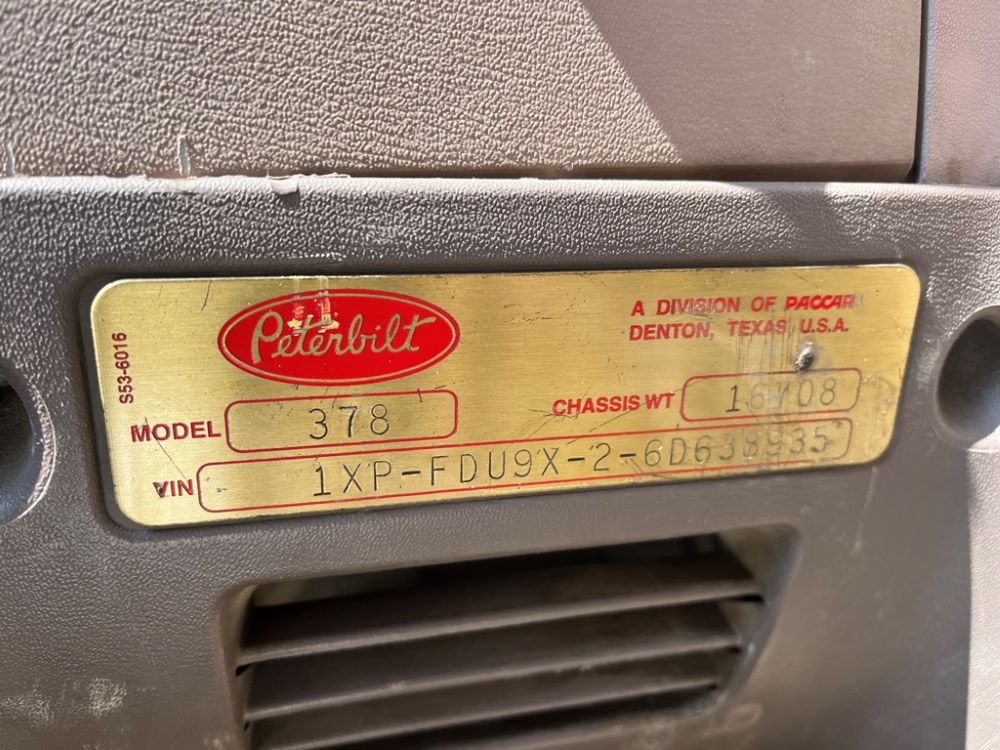 Peterbilt
A DIVISION OF PACCAR
DENTON, TEXAS U.S.A.
S53-6016
MODEL 378
CHASSIS WT 16708
VIN 1XP-FDU9X-2-6D638935